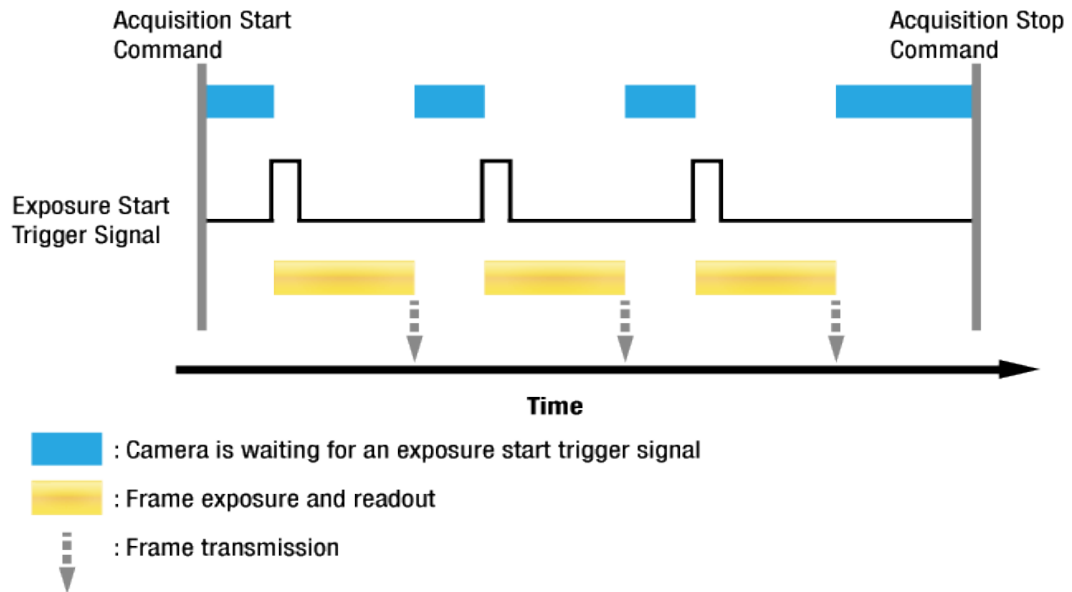 Acquisition Start
Command
Acquisition Stop
Command
Exposure Start
Trigger Signal
Time
: Camera is waiting for an exposure start trigger signal
: Frame exposure and readout
: Frame transmission